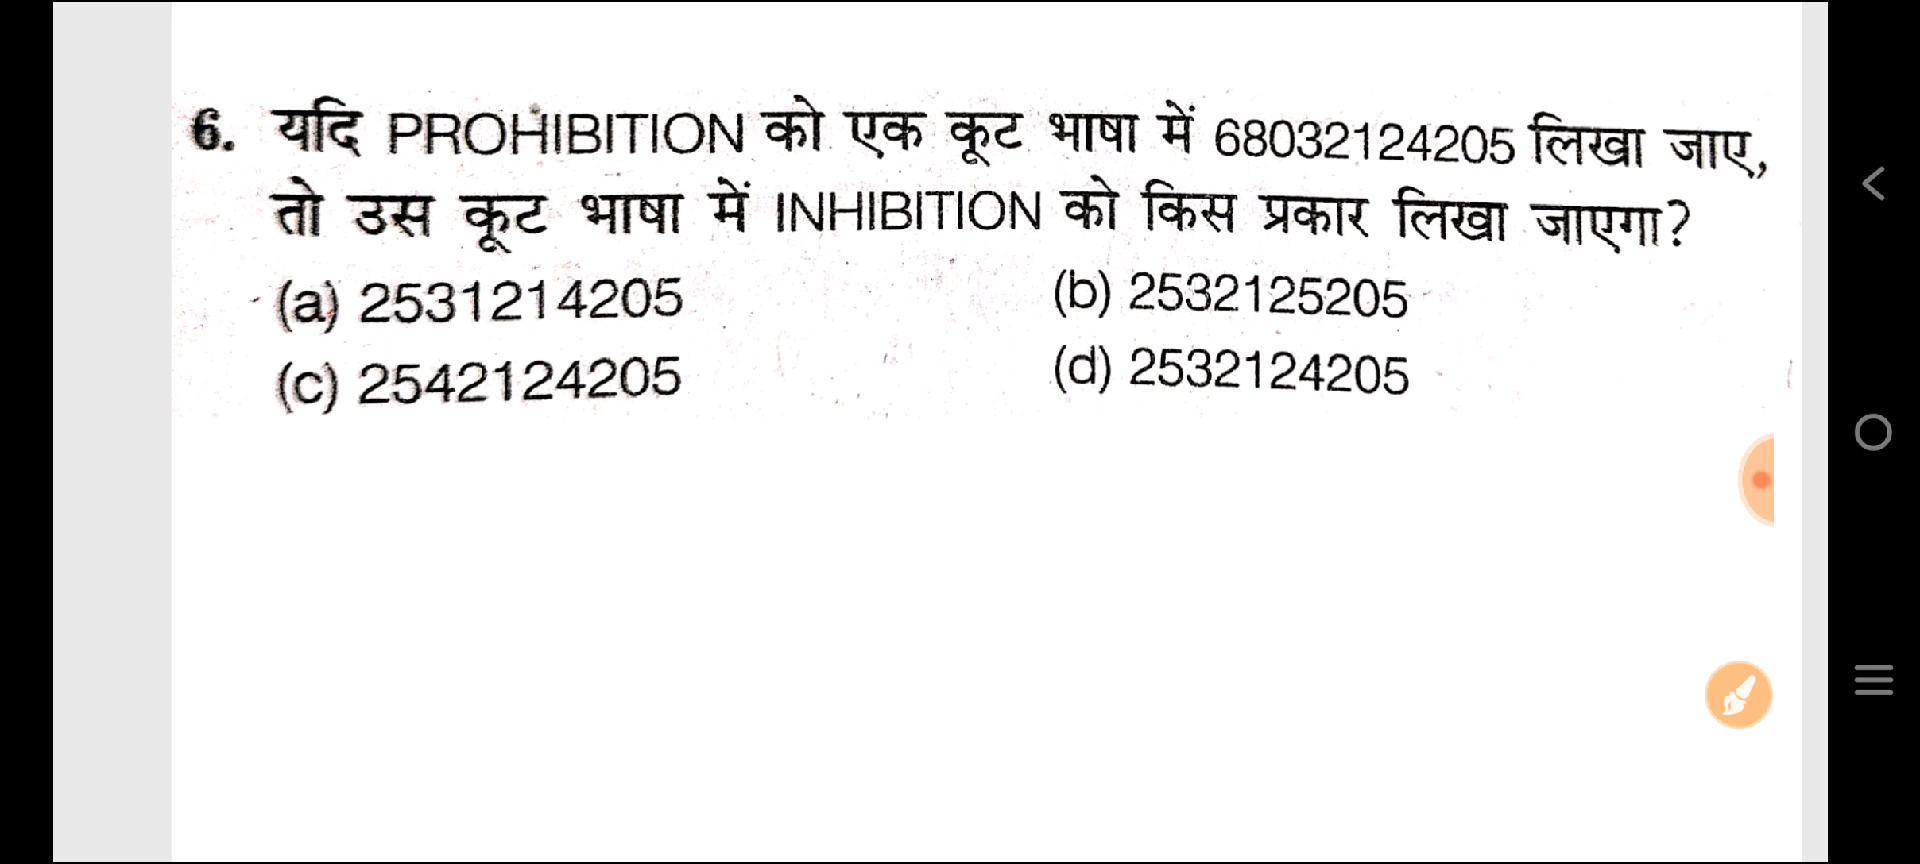 6. यदि PROHIBITION को एक कूट भाषा में 68032124205 लिखा जाए,
तो उस कूट भाषा में INHIBITION को किस प्रकार लिखा जाएगा?
(a) 2531214205 (b) 2532125205
(c) 2542124205 (d) 2532124205